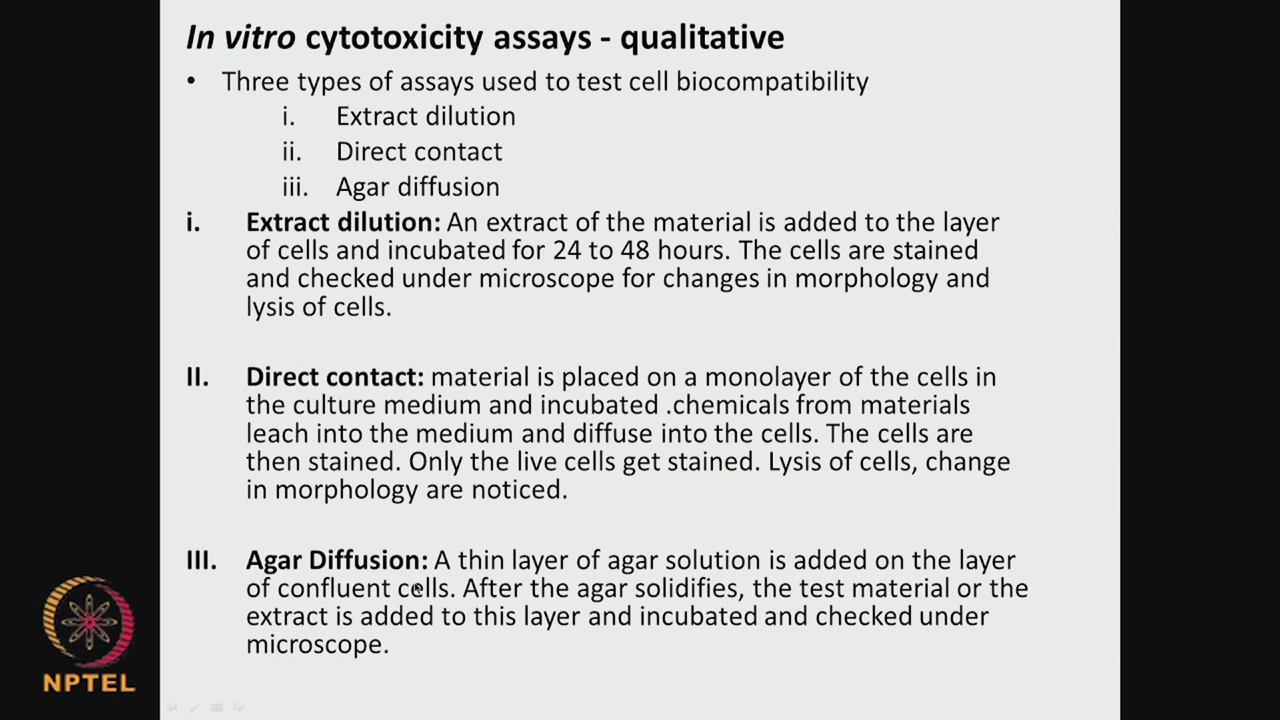 In vitro cytotoxicity assays - qualitative
• Three types of assays used to test cell biocompatibility
i. Extract dilution
ii. Direct contact
iii. Agar diffusion
i. Extract dilution: An extract of the material is added to the layer
of cells and incubated for 24 to 48 hours. The cells are stained
and checked under microscope for changes in morphology and
lysis of cells.
II. Direct contact: material is placed on a monolayer of the cells in
the culture medium and incubated .chemicals from materials
leach into the medium and diffuse into the cells. The cells are
then stained. Only the live cells get stained. Lysis of cells, change
in morphology are noticed.
III. Agar Diffusion: A thin layer of agar solution is added on the layer
of confluent cells. After the agar solidifies, the test material or the
extract is added to this layer and incubated and checked under
microscope.
NPTEL